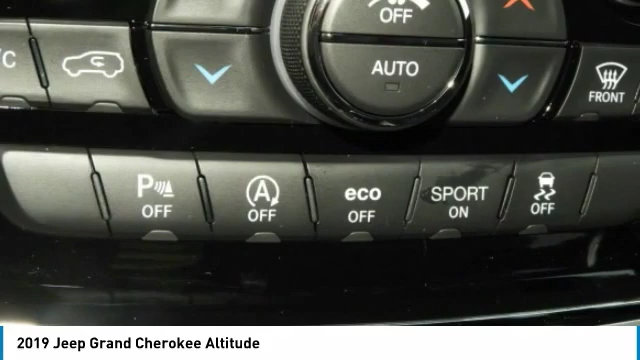 OFF
/C
AUTO
FRONT
P OFF
A OFF
eco OFF
SPORT ON
OFF
2019 Jeep Grand Cherokee Altitude